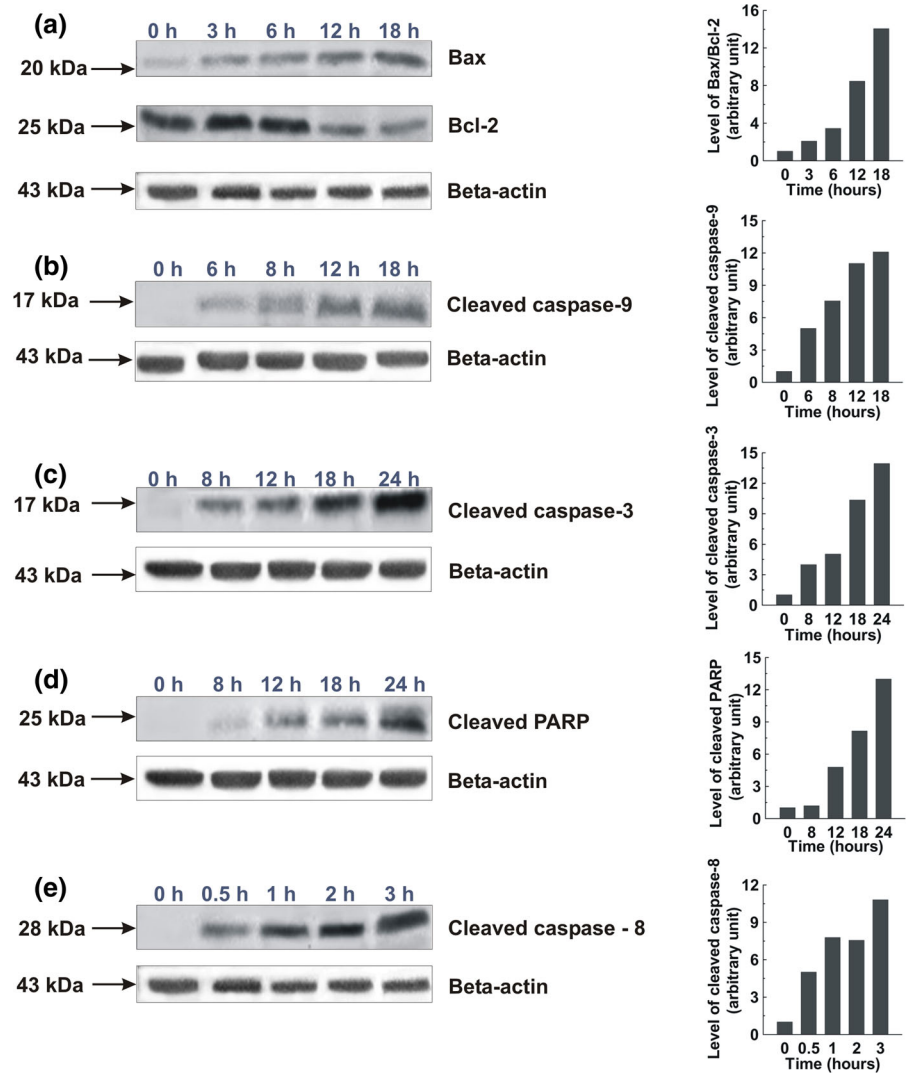 (a)
0 h 3 h 6 h 12 h 18 h
20 kDa
Bax
25 kDa
Bcl-2
43 kDa
Beta-actin
Level of Bax/Bcl-2
(arbitrary unit)
16
12
8
4
0
0 3 6 12 18
Time (hours)
(b)
0 h 6 h 8 h 12 h 18 h
17 kDa
Cleaved caspase-9
43 kDa
Beta-actin
Level of cleaved caspase-9
(arbitrary unit)
15
12
9
6
3
0
0 6 8 12 18
Time (hours)
(c)
0 h 8 h 12 h 18 h 24 h
17 kDa
Cleaved caspase-3
43 kDa
Beta-actin
Level of cleaved caspase-3
(arbitrary unit)
15
12
9
6
3
0
0 8 12 18 24
Time (hours)
(d)
0 h 8 h 12 h 18 h 24 h
25 kDa
Cleaved PARP
43 kDa
Beta-actin
Level of cleaved PARP
(arbitrary unit)
15
12
9
6
3
0
0 8 12 18 24
Time (hours)
(e)
0 h 0.5 h 1 h 2 h 3 h
28 kDa
Cleaved caspase - 8
43 kDa
Beta-actin
Level of cleaved caspase-8
(arbitrary unit)
12
9
6
3
0
0 0.5 1 2 3
Time (hours)